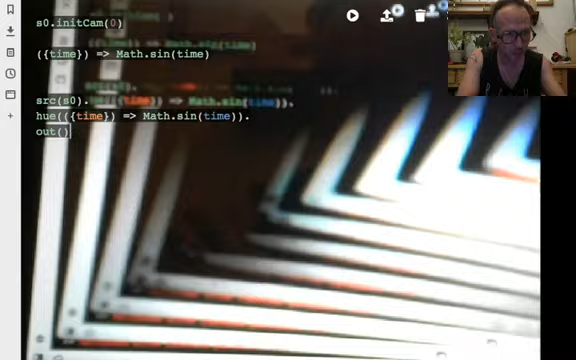 s0.initCam(0)
({time}) => Math.sin(time)
src(s0).
hue(({time}) => Math.sin(time)).
out()